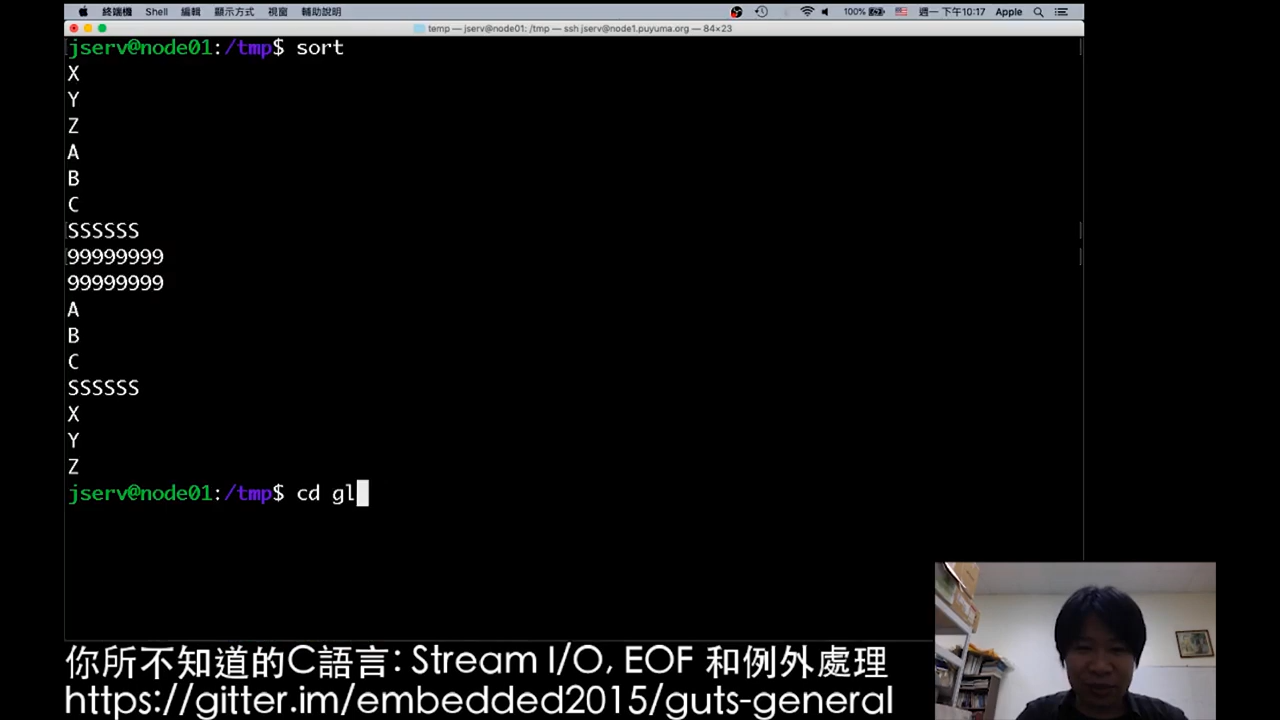 終端機 Shell 編輯 顯示方式 視窗 輔助說明 100% 週一 下午10:17 Apple
temp — jserv@node01: /tmp — ssh jserv@node1.puyuma.org — 84×23
jserv@node01:/tmp$ sort
X
Y
Z
A
B
C
SSSSSS
99999999
99999999
A
B
C
SSSSSS
X
Y
Z
jserv@node01:/tmp$ cd gl
你所不知道的C語言: Stream I/O, EOF 和例外處理
https://gitter.im/embedded2015/guts-general